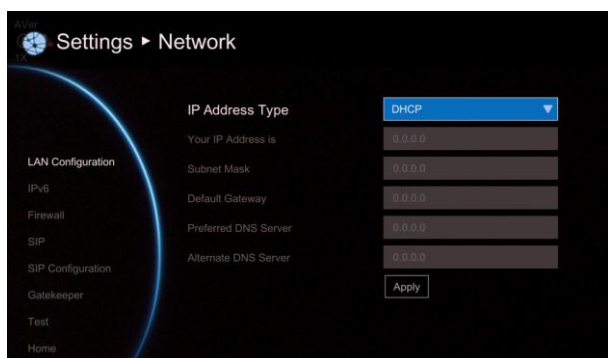 AVer
1X
Settings ▸ Network
IP Address Type
DHCP
Your IP Address is
0.0.0.0
LAN Configuration
Subnet Mask
0.0.0.0
IPv6
Default Gateway
0.0.0.0
Firewall
Preferred DNS Server
0.0.0.0
SIP
Alternate DNS Server
0.0.0.0
SIP Configuration
Apply
Gatekeeper
Test
Home